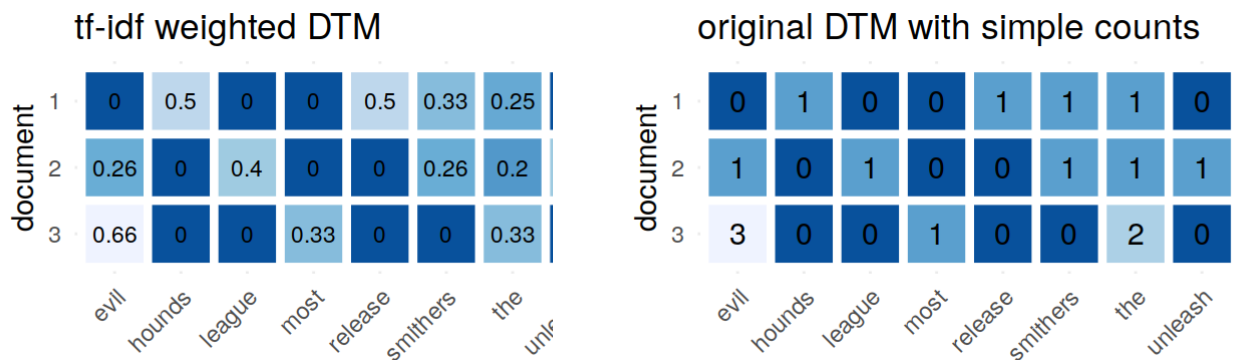 tf-idf weighted DTM
document
1 0 0.5 0 0 0.5 0.33 0.25
2 0.26 0 0.4 0 0 0.26 0.2
3 0.66 0 0 0.33 0 0 0.33
evil hounds league most release smithers the
original DTM with simple counts
document
1 0 1 0 0 1 1 1 0
2 1 0 1 0 0 1 1 1
3 3 0 0 1 0 0 2 0
evil hounds league most release smithers the unleash